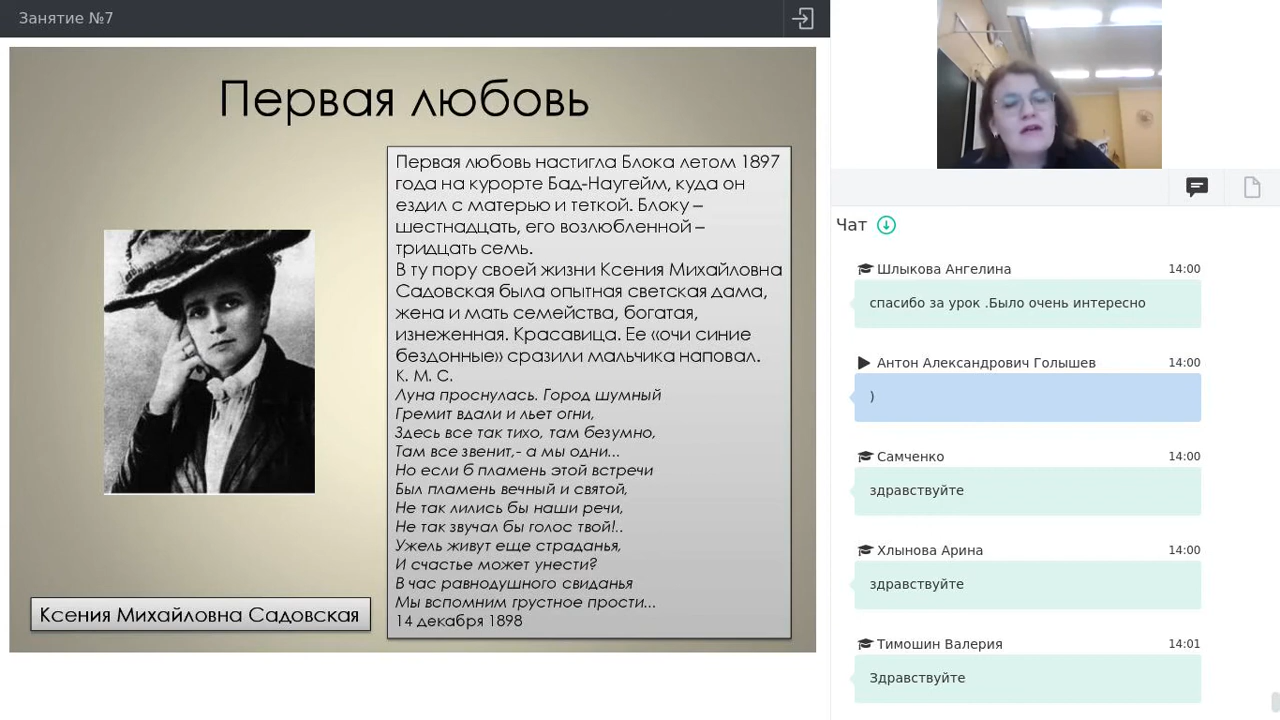 Занятие №7
Первая любовь
Первая любовь настигла Блока летом 1897
года на курорте Бад-Наугейм, куда он
ездил с матерью и теткой. Блоку –
шестнадцать, его возлюбленной –
тридцать семь.
В ту пору своей жизни Ксения Михайловна
Садовская была опытная светская дама,
жена и мать семейства, богатая,
изнеженная. Красавица. Ее «очи синие
бездонные» сразили мальчика наповал.
К. М. С.
Луна проснулась. Город шумный
Гремит вдали и льет огни,
Здесь все так тихо, там безумно,
Там все звенит,- а мы одни...
Но если б пламень этой встречи
Был пламень вечный и святой,
Не так лились бы наши речи,
Не так звучал бы голос твой!..
Ужель живут еще страданья,
И счастье может унести?
В час равнодушного свиданья
Мы вспомним грустное прости...
14 декабря 1898
Ксения Михайловна Садовская
Чат
Шлыкова Ангелина 14:00
спасибо за урок .Было очень интересно
Антон Александрович Голышев 14:00
)
Самченко 14:00
здравствуйте
Хлынова Арина 14:00
здравствуйте
Тимошин Валерия 14:01
Здравствуйте